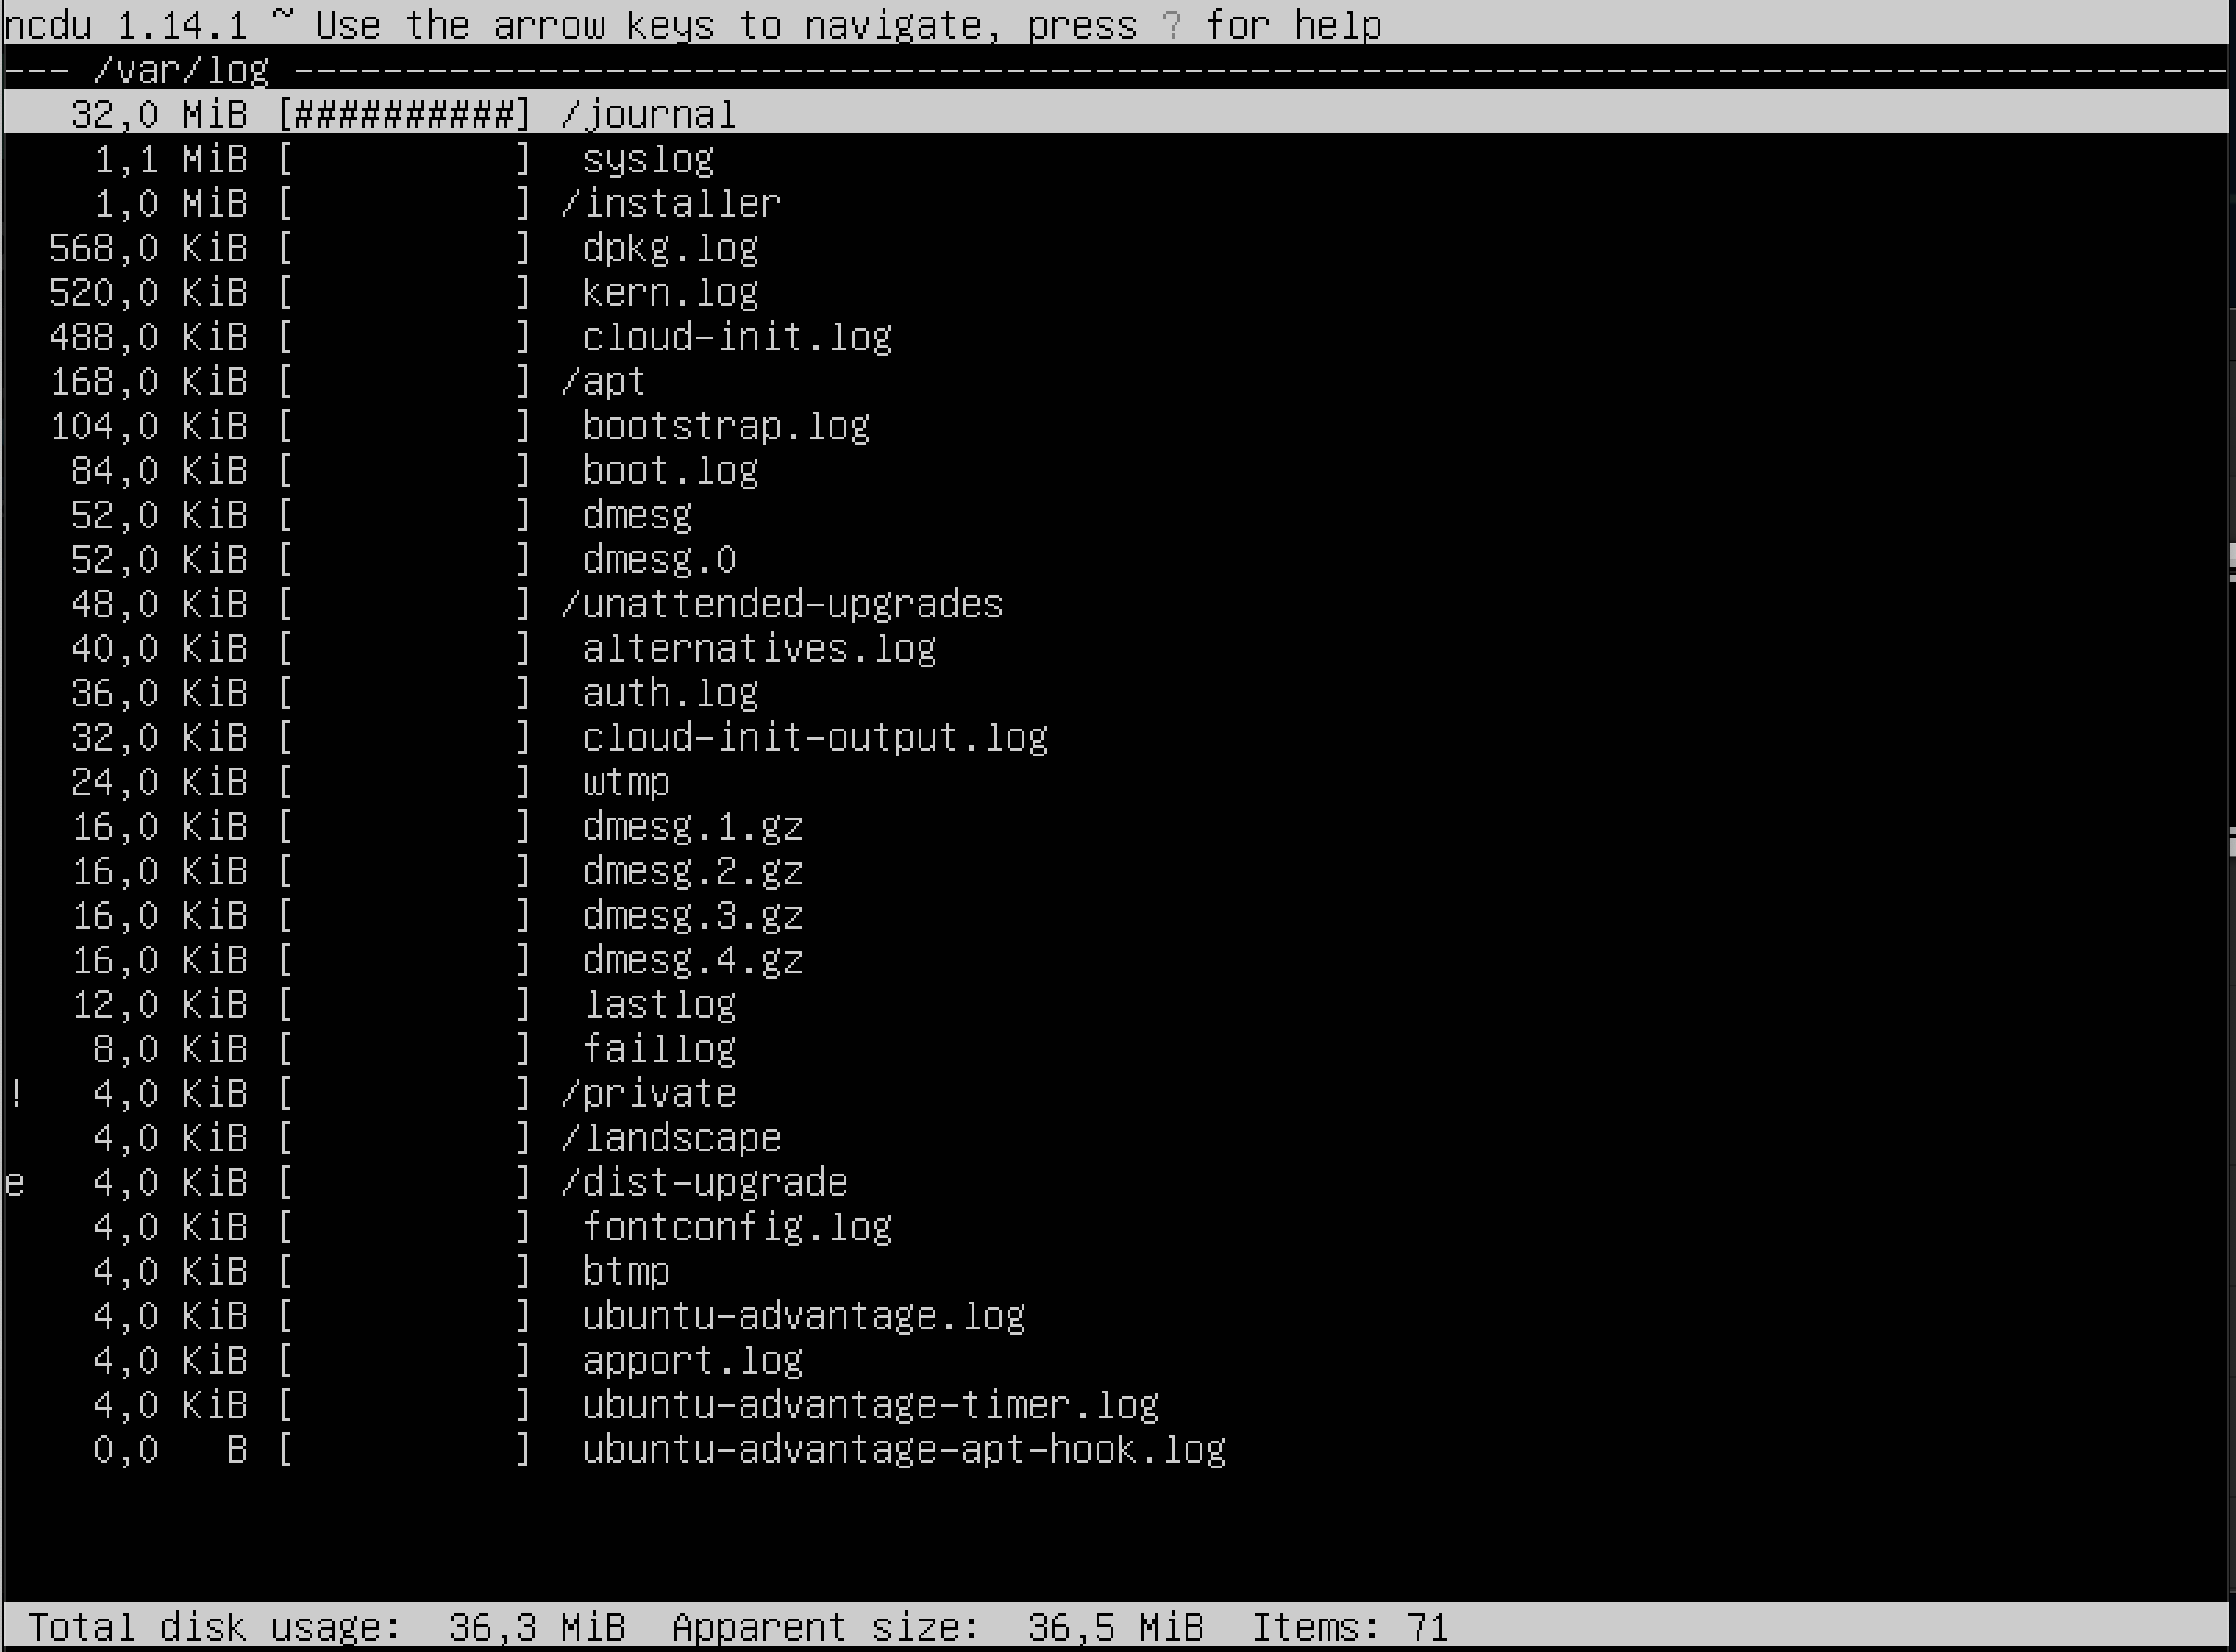 ncdu 1.14.1 ~ Use the arrow keys to navigate, press ? for help
--- /var/log ---------------------------------------------------------------------------------------
   32,0 MiB [##########] /journal
    1,1 MiB [          ]  syslog
    1,0 MiB [          ] /installer
  568,0 KiB [          ]  dpkg.log
  520,0 KiB [          ]  kern.log
  488,0 KiB [          ]  cloud-init.log
  168,0 KiB [          ] /apt
  104,0 KiB [          ]  bootstrap.log
   84,0 KiB [          ]  boot.log
   52,0 KiB [          ]  dmesg
   52,0 KiB [          ]  dmesg.0
   48,0 KiB [          ] /unattended-upgrades
   40,0 KiB [          ]  alternatives.log
   36,0 KiB [          ]  auth.log
   32,0 KiB [          ]  cloud-init-output.log
   24,0 KiB [          ]  wtmp
   16,0 KiB [          ]  dmesg.1.gz
   16,0 KiB [          ]  dmesg.2.gz
   16,0 KiB [          ]  dmesg.3.gz
   16,0 KiB [          ]  dmesg.4.gz
   12,0 KiB [          ]  lastlog
    8,0 KiB [          ]  faillog
!   4,0 KiB [          ] /private
    4,0 KiB [          ] /landscape
e   4,0 KiB [          ] /dist-upgrade
    4,0 KiB [          ]  fontconfig.log
    4,0 KiB [          ]  btmp
    4,0 KiB [          ]  ubuntu-advantage.log
    4,0 KiB [          ]  apport.log
    4,0 KiB [          ]  ubuntu-advantage-timer.log
    0,0   B [          ]  ubuntu-advantage-apt-hook.log
 Total disk usage:  36,3 MiB  Apparent size:  36,5 MiB  Items: 71